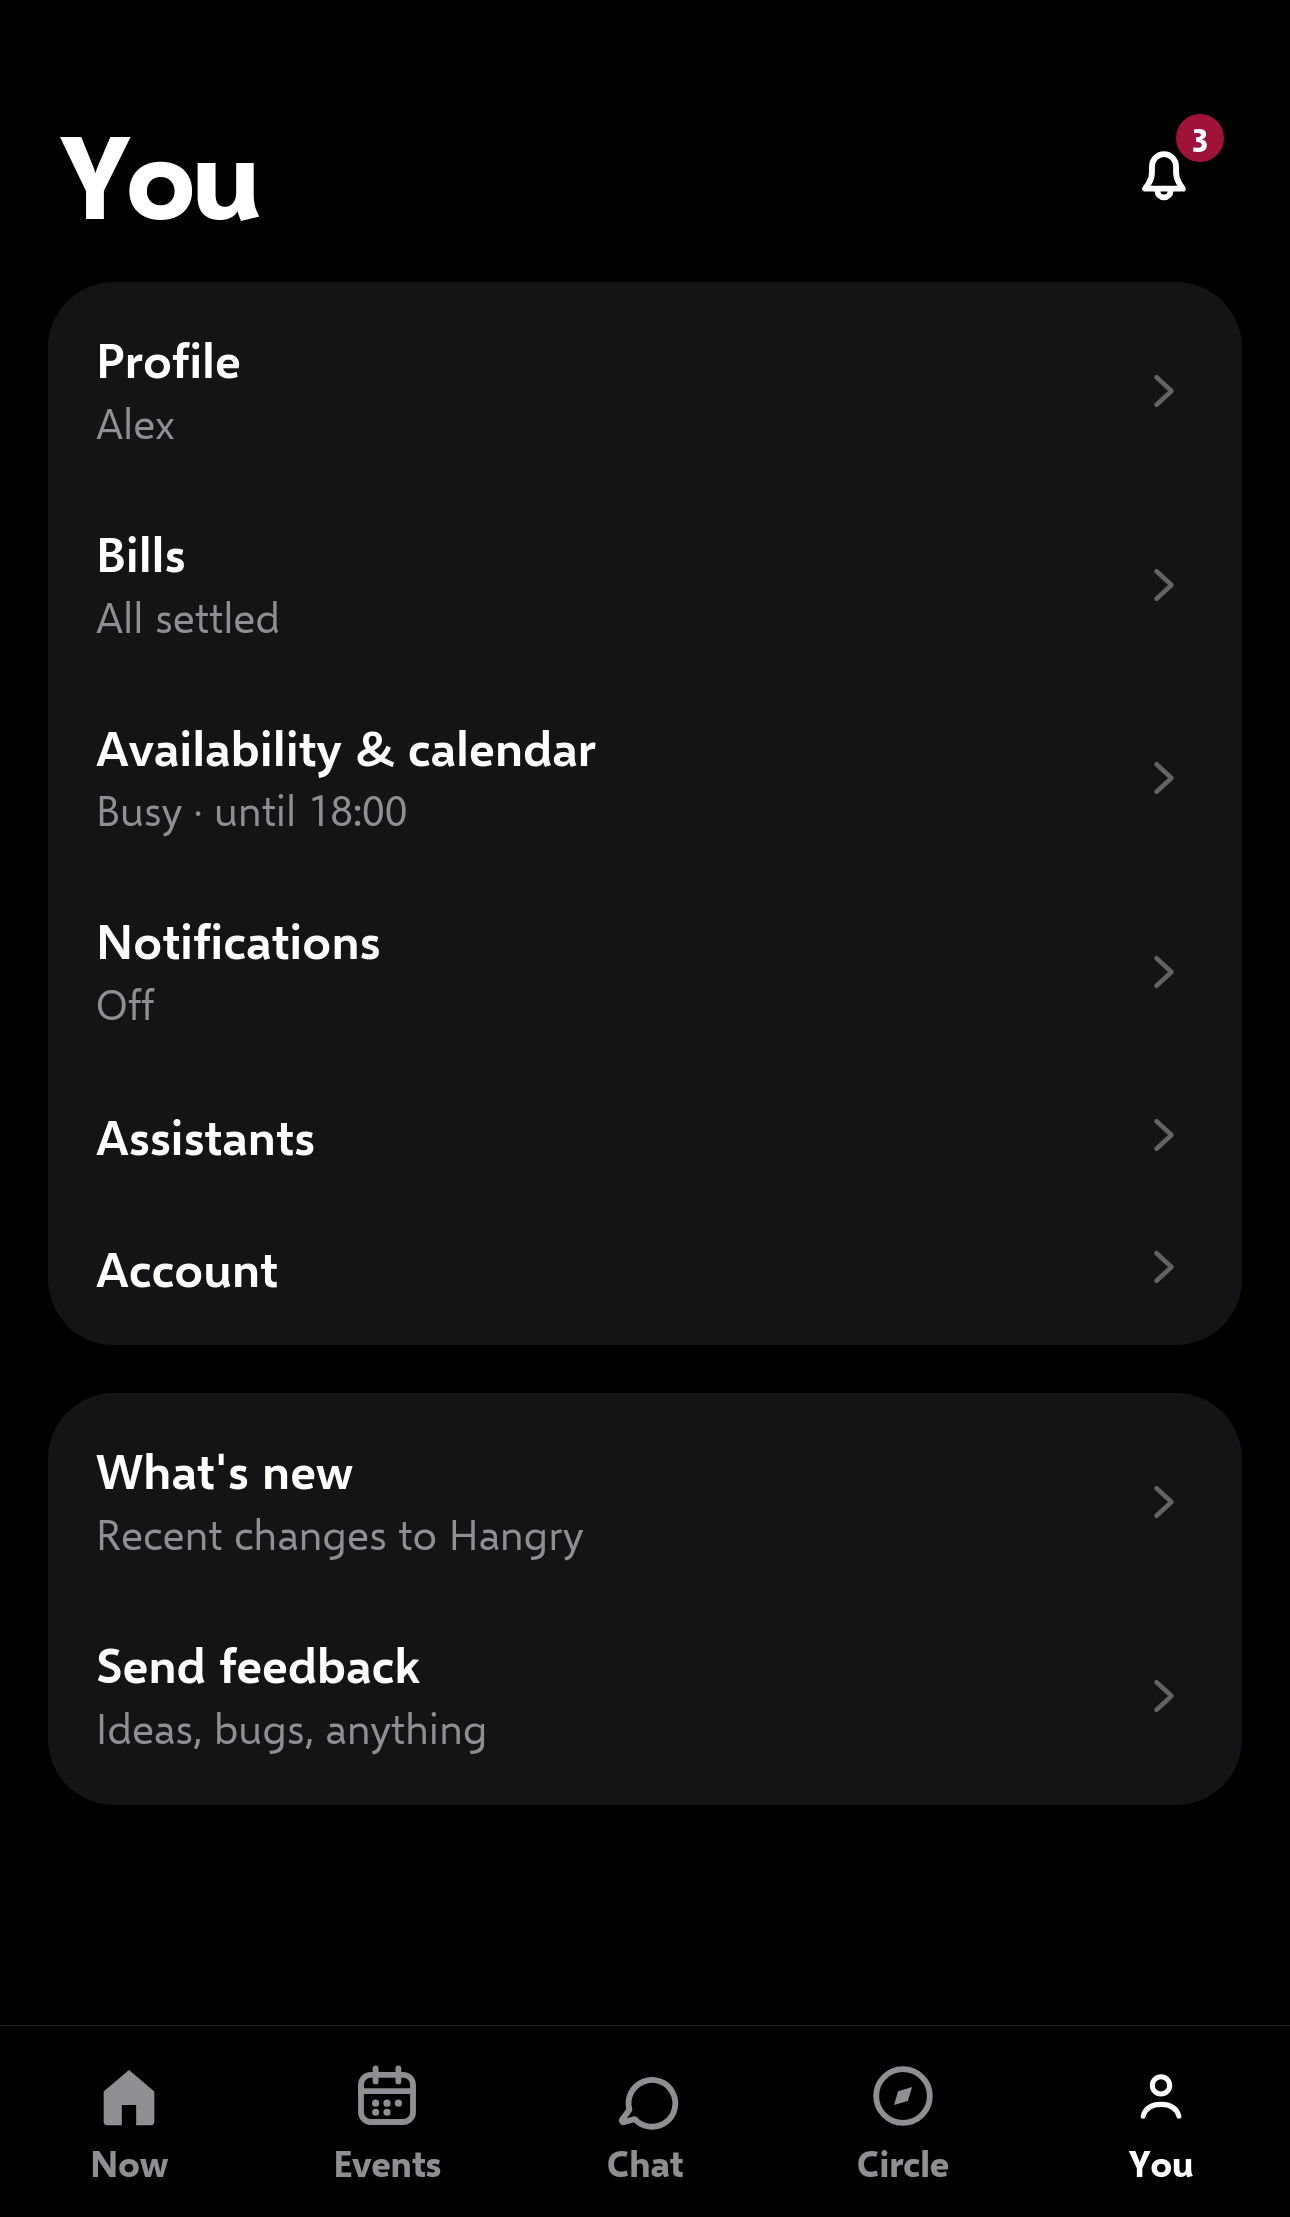 You
3
Profile
Alex
Bills
All settled
Availability & calendar
Busy · until 18:00
Notifications
Off
Assistants
Account
What's new
Recent changes to Hangry
Send feedback
Ideas, bugs, anything
Now
Events
Chat
Circle
You